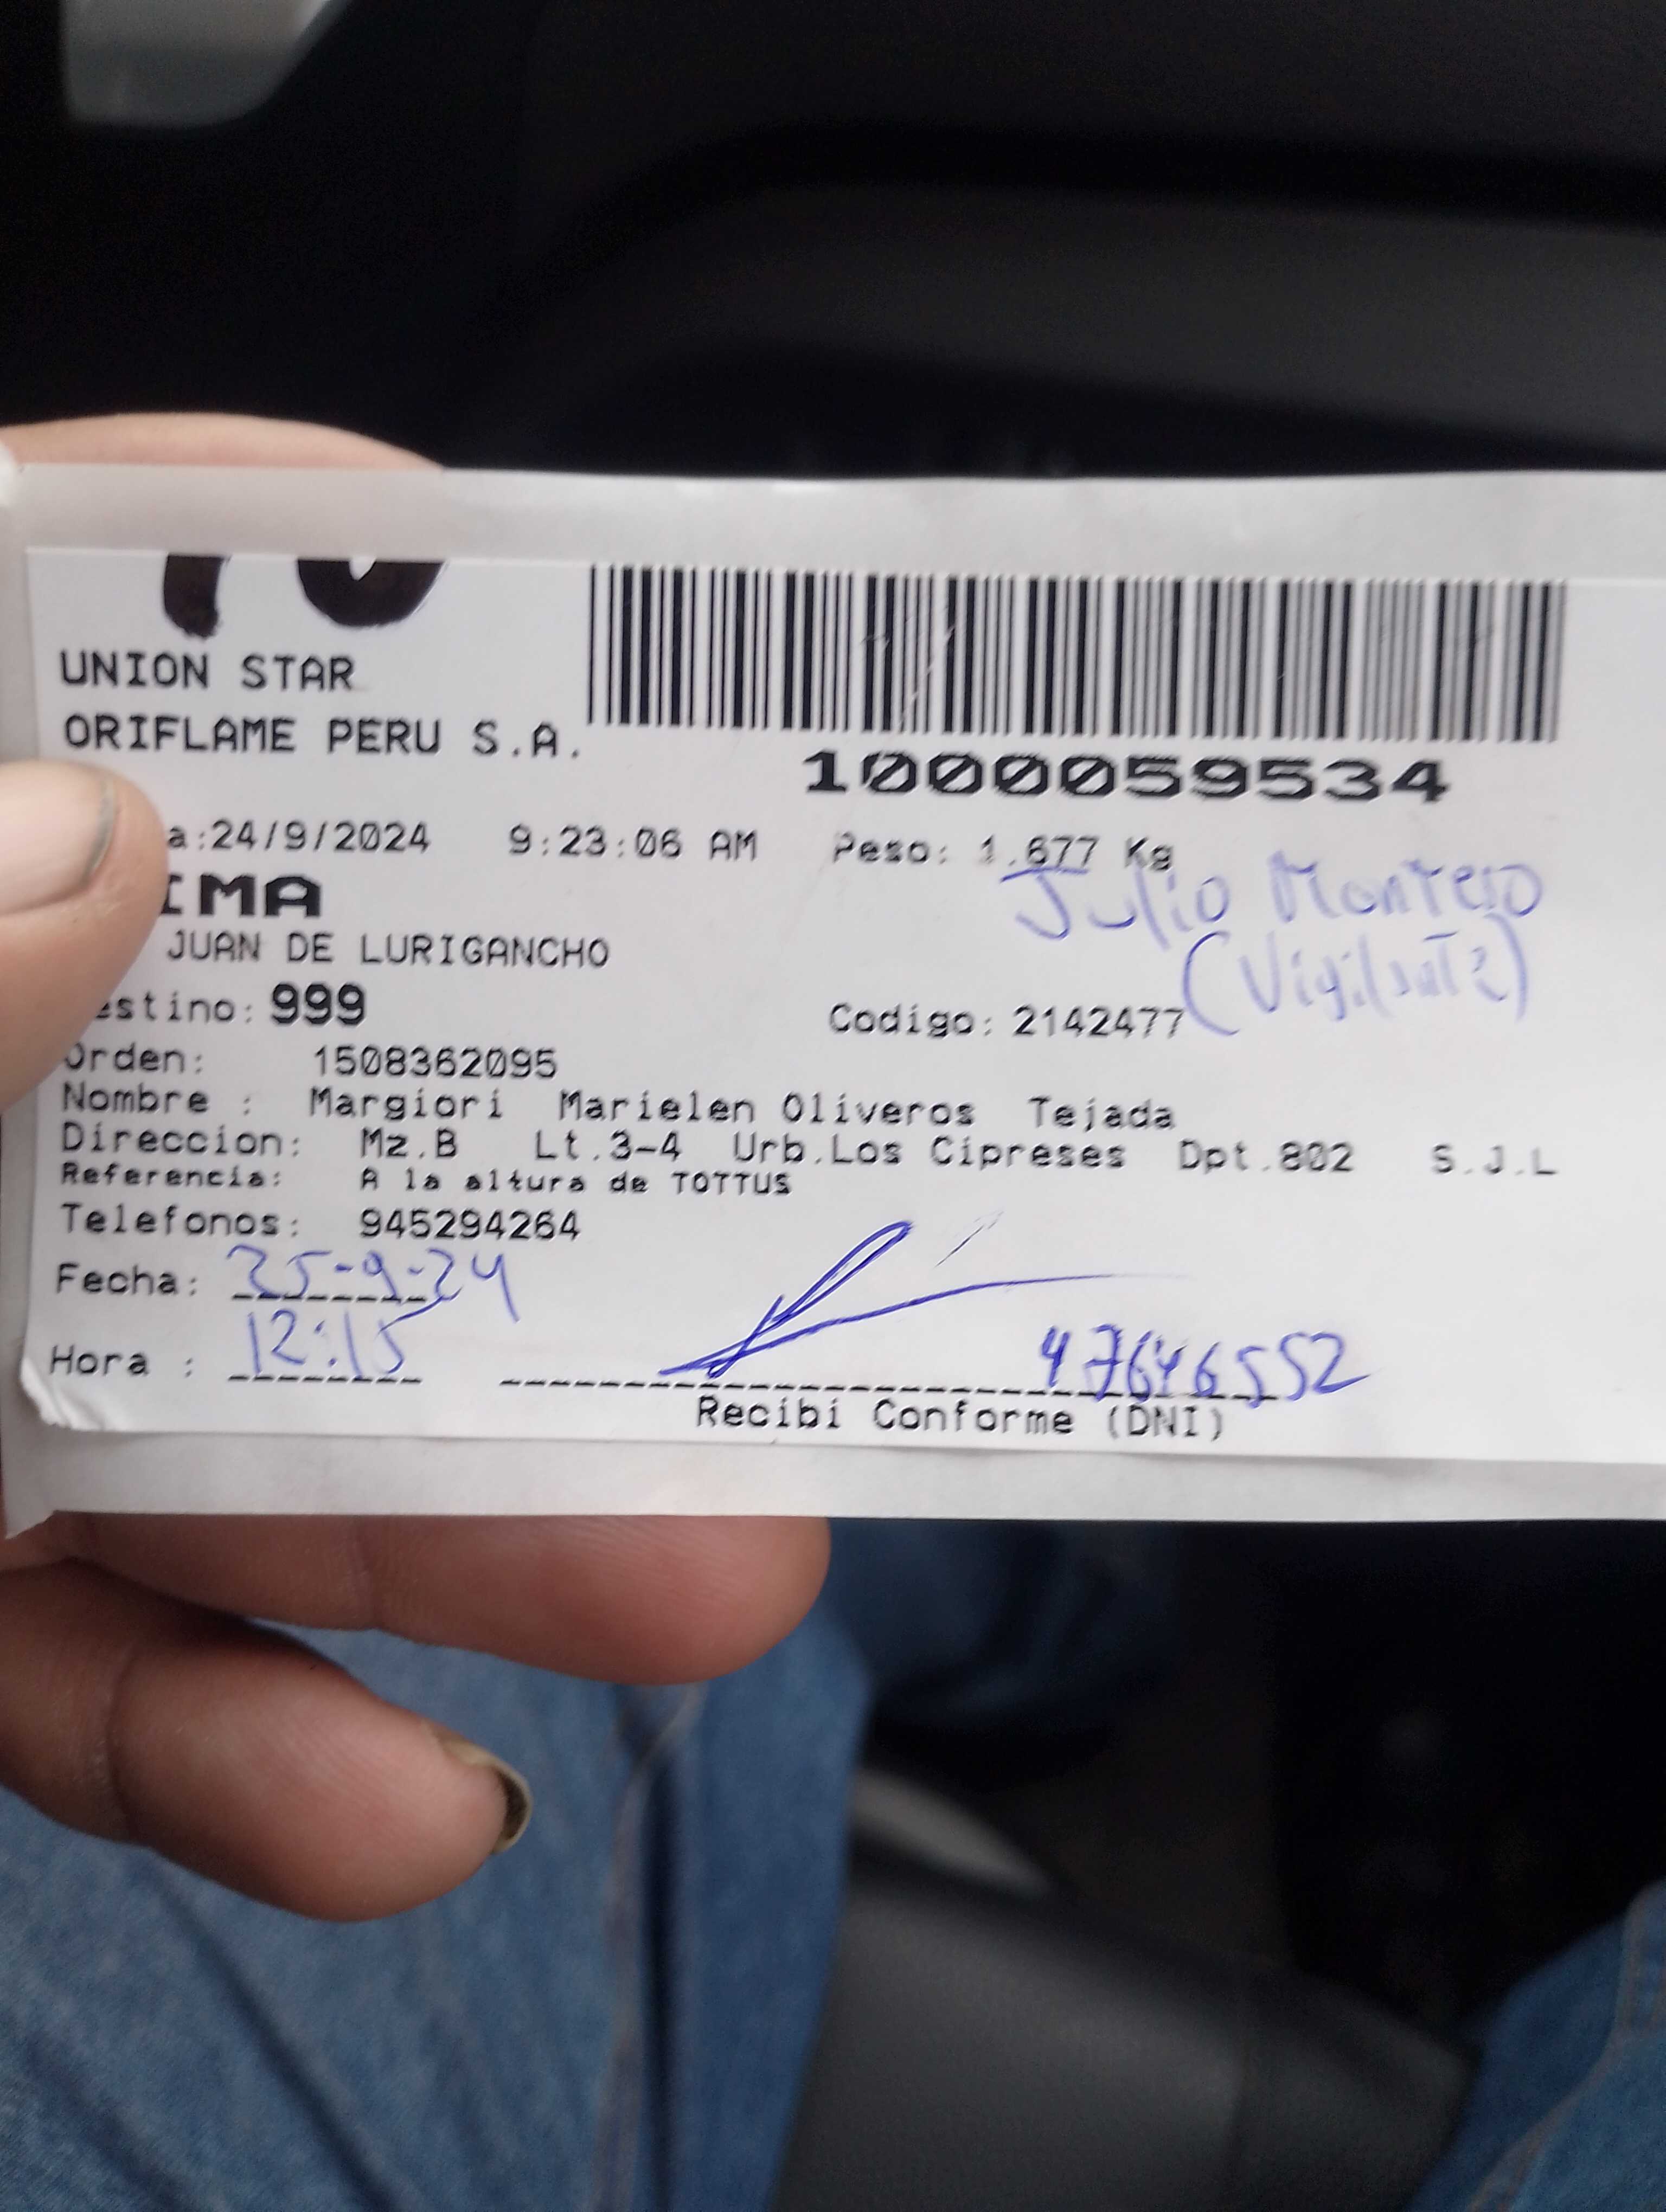 UNION STAR
ORIFLAME PERU S.A.
1000059534
a:24/9/2024 9:23:06 AM Peso: 1.677 Kg
IMA
Julio Montero
JUAN DE LURIGANCHO
(Vigilante)
estino: 999 Codigo: 2142477
Orden: 1508362095
Nombre : Margiori Marielen Oliveros Tejada
Direccion: Mz.B Lt.3-4 Urb.Los Cipreses Dpt.802 S.J.L
Referencia: A la altura de TOTTUS
Telefonos: 945294264
Fecha: 25-9-24
Hora : 12:15 47646552
Recibi Conforme (DNI)